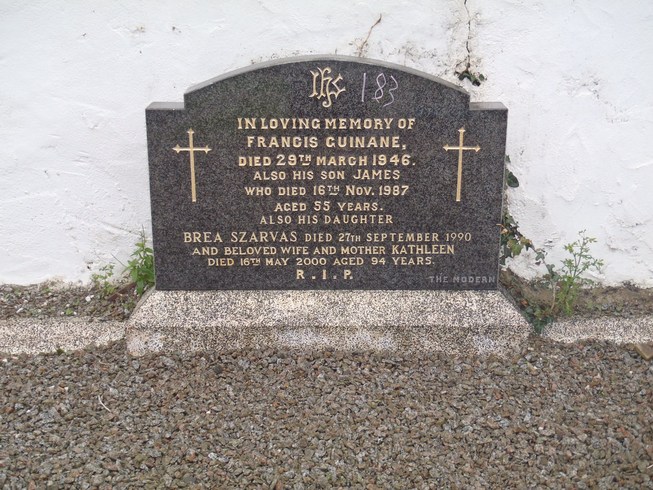 IHS 183
IN LOVING MEMORY OF
FRANCIS GUINANE,
DIED 29TH MARCH 1946.
ALSO HIS SON JAMES
WHO DIED 16TH NOV. 1987
AGED 55 YEARS.
ALSO HIS DAUGHTER
BREA SZARVAS DIED 27TH SEPTEMBER 1990
AND BELOVED WIFE AND MOTHER KATHLEEN
DIED 16TH MAY 2000 AGED 94 YEARS.
R.I.P.
THE MODERN